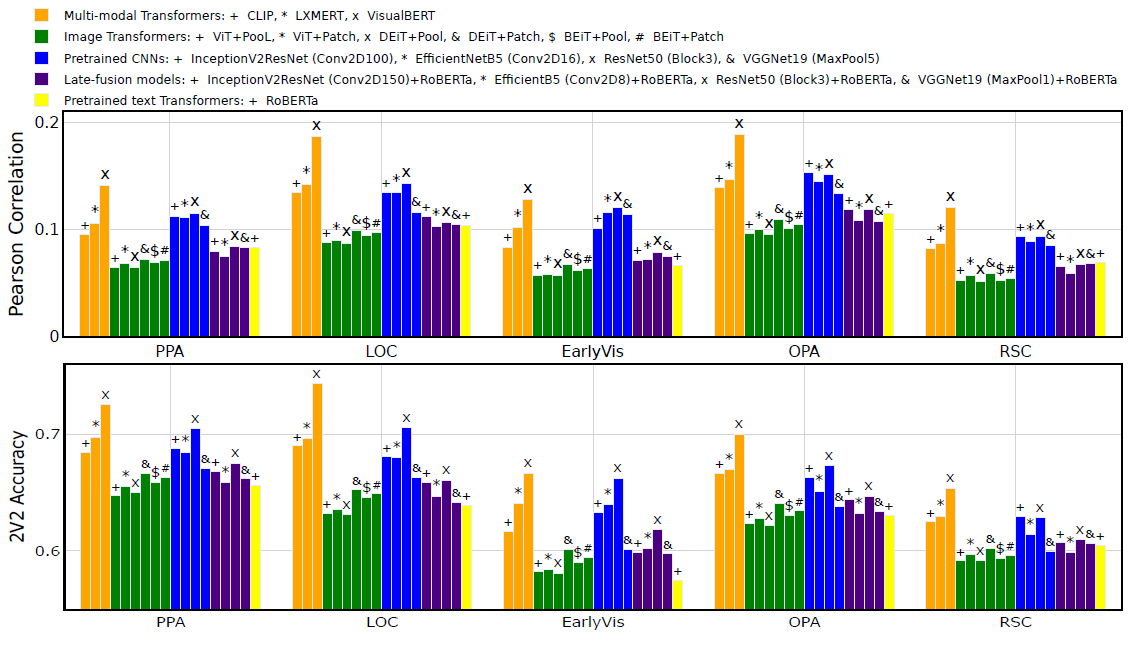 Multi-modal Transformers: + CLIP, * LXMERT, x VisualBERT
Image Transformers: + ViT+PooL, * ViT+Patch, x DEiT+Pool, & DEiT+Patch, $ BEiT+Pool, # BEiT+Patch
Pretrained CNNs: + InceptionV2ResNet (Conv2D100), * EfficientNetB5 (Conv2D16), x ResNet50 (Block3), & VGGNet19 (MaxPool5)
Late-fusion models: + InceptionV2ResNet (Conv2D150)+RoBERTa, * EfficientB5 (Conv2D8)+RoBERTa, x ResNet50 (Block3)+RoBERTa, & VGGNet19 (MaxPool1)+RoBERTa
Pretrained text Transformers: + RoBERTa
Pearson Correlation
0.2
0.1
0
+ * x + * x & $ # + * x & + * x & +
+ * x + * x & $ # + * x & + * x & +
+ * x + * x & $ # + * x & + * x & +
+ * x + * x & $ # + * x & + * x & +
+ * x + * x & $ # + * x & + * x & +
PPA LOC EarlyVis OPA RSC
2V2 Accuracy
0.7
0.6
+ * x + * x & $ # + * x & + * x & +
+ * x + * x & $ # + * x & + * x & +
+ * x + * x & $ # + * x & + * x & +
+ * x + * x & $ # + * x & + * x & +
+ * x + * x & $ # + * x & + * x & +
PPA LOC EarlyVis OPA RSC